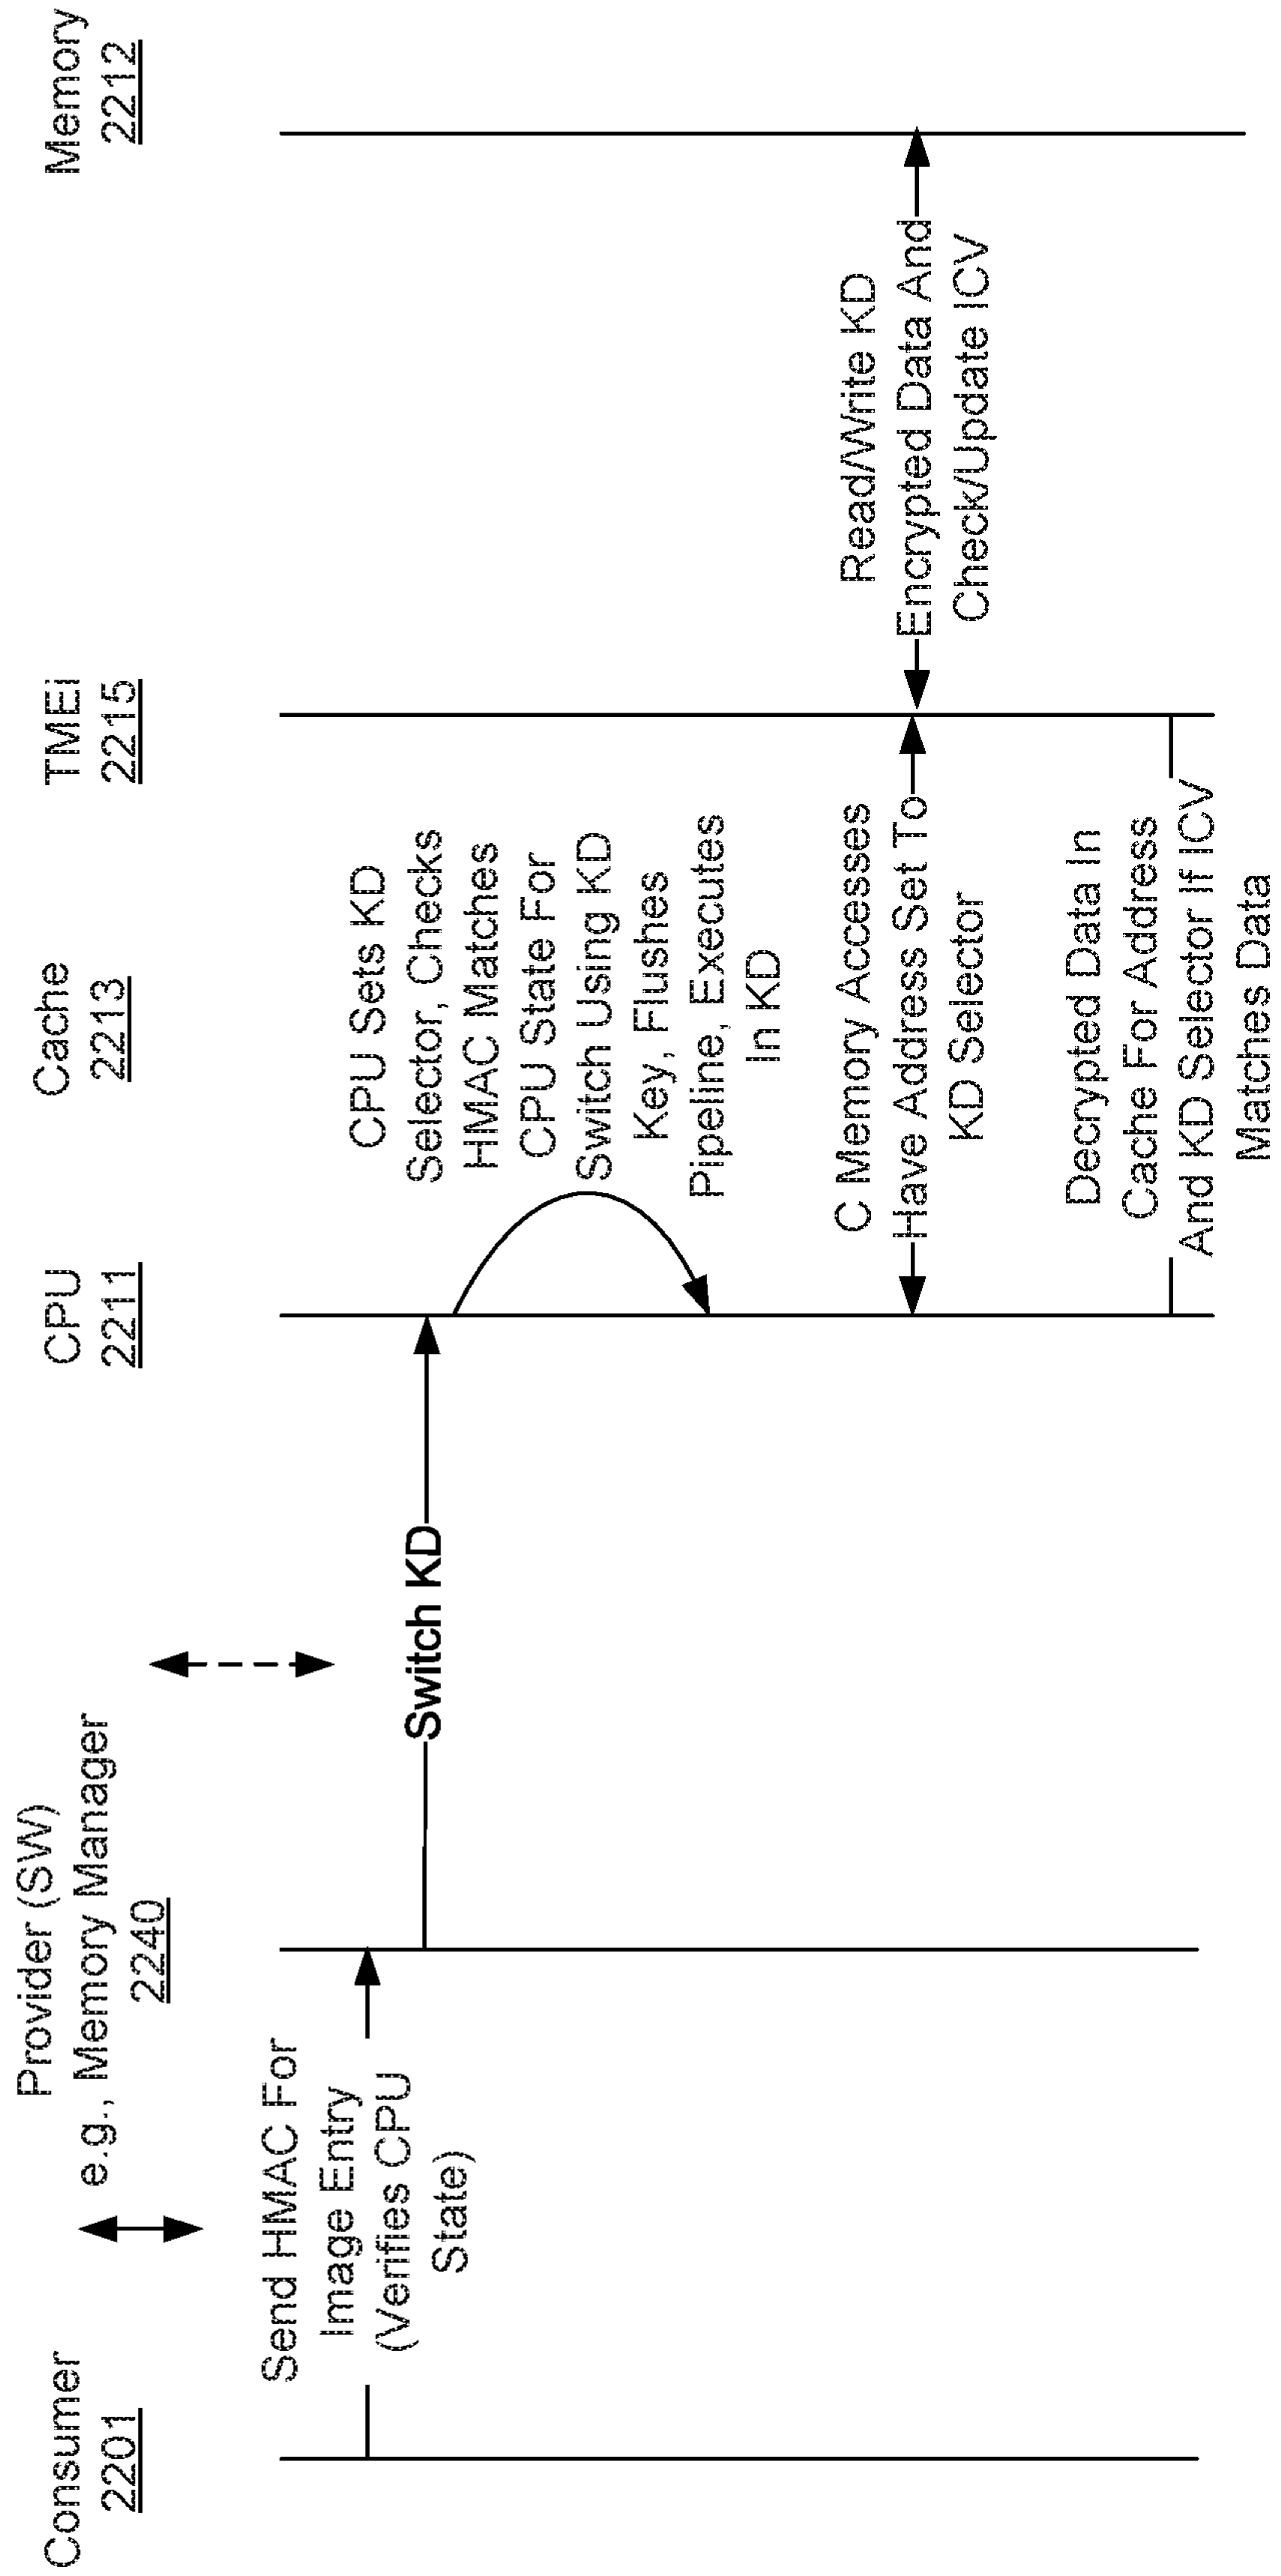 Consumer
2201
Provider (SW)
e.g., Memory Manager
2240
CPU
2211
Cache
2213
TMEi
2215
Memory
2212
Send HMAC For
Image Entry
(Verifies CPU
State)
Switch KD
CPU Sets KD
Selector, Checks
HMAC Matches
CPU State For
Switch Using KD
Key, Flushes
Pipeline, Executes
In KD
C Memory Accesses
Have Address Set To
KD Selector
Read/Write KD
Encrypted Data And
Check/Update ICV
Decrypted Data In
Cache For Address
And KD Selector If ICV
Matches Data